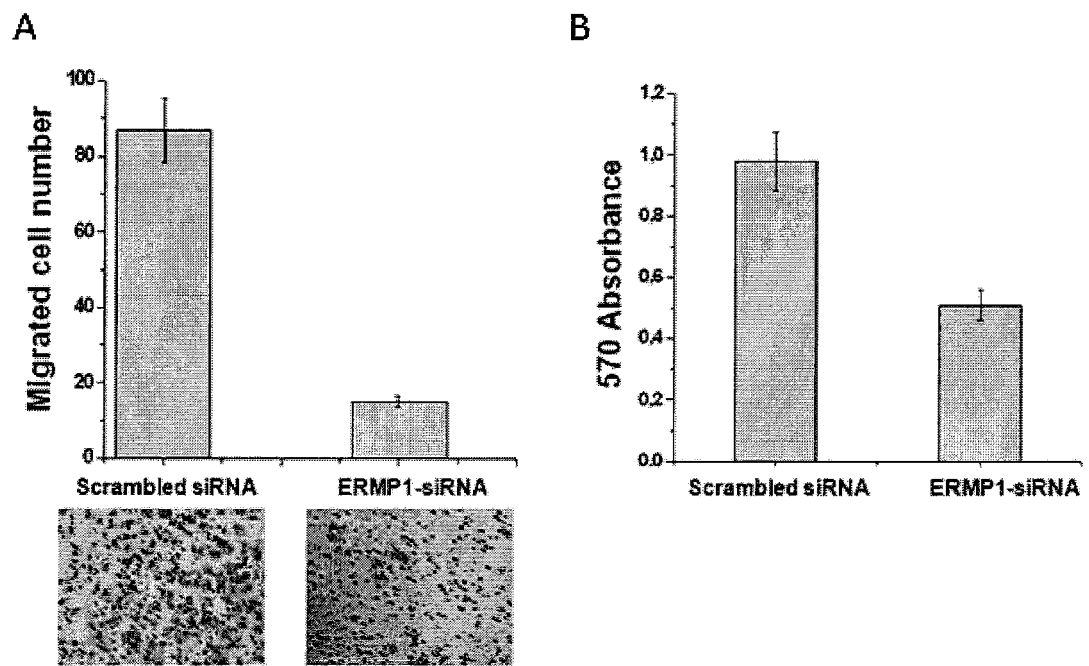 A
Migrated cell number
100
80
60
40
20
0
Scrambled siRNA
ERMP1-siRNA
B
570 Absorbance
1.2
1.0
0.8
0.6
0.4
0.2
0.0
Scrambled siRNA
ERMP1-siRNA